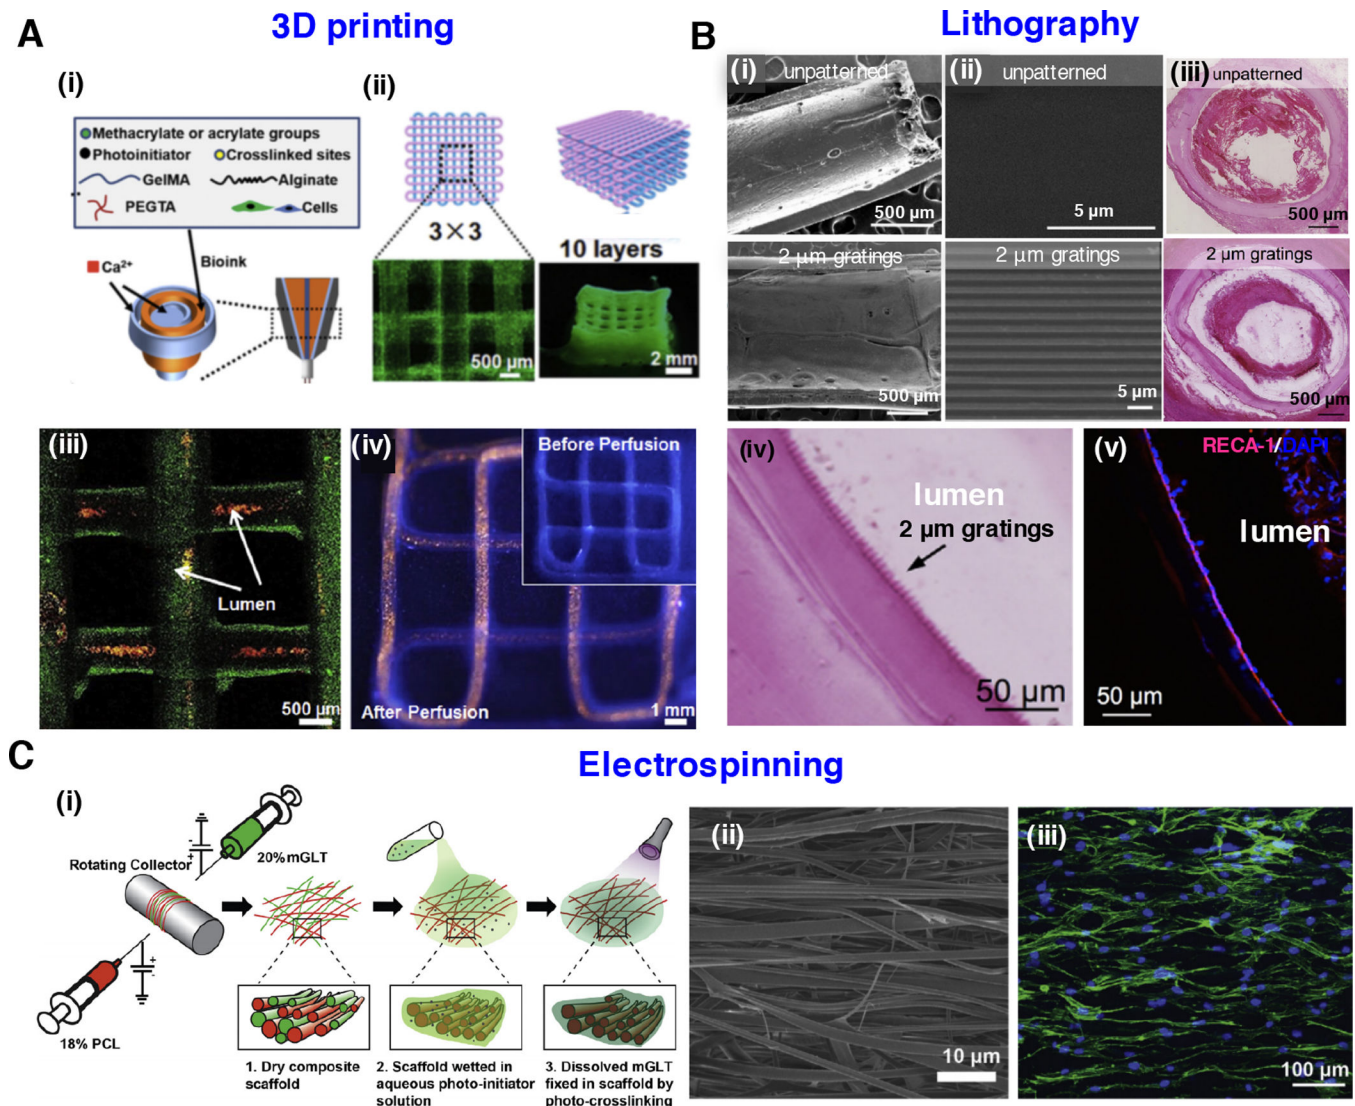 A
3D printing
(i)
Methacrylate or acrylate groups
Photoinitiator
Crosslinked sites
GelMA
Alginate
PEGTA
Cells
Ca²⁺
Bioink
(ii)
3×3
10 layers
500 µm
2 mm
(iii)
Lumen
500 µm
(iv)
Before Perfusion
After Perfusion
1 mm
B
Lithography
(i)
unpatterned
500 µm
(ii)
unpatterned
5 µm
(iii)
unpatterned
500 µm
2 µm gratings
500 µm
2 µm gratings
5 µm
2 µm gratings
500 µm
(iv)
lumen
2 µm gratings
50 µm
(v)
RECA-1/DAPI
lumen
50 µm
C
Electrospinning
(i)
20%mGLT
Rotating Collector
18% PCL
1. Dry composite
scaffold
2. Scaffold wetted in
aqueous photo-initiator
solution
3. Dissolved mGLT
fixed in scaffold by
photo-crosslinking
(ii)
10 µm
(iii)
100 µm